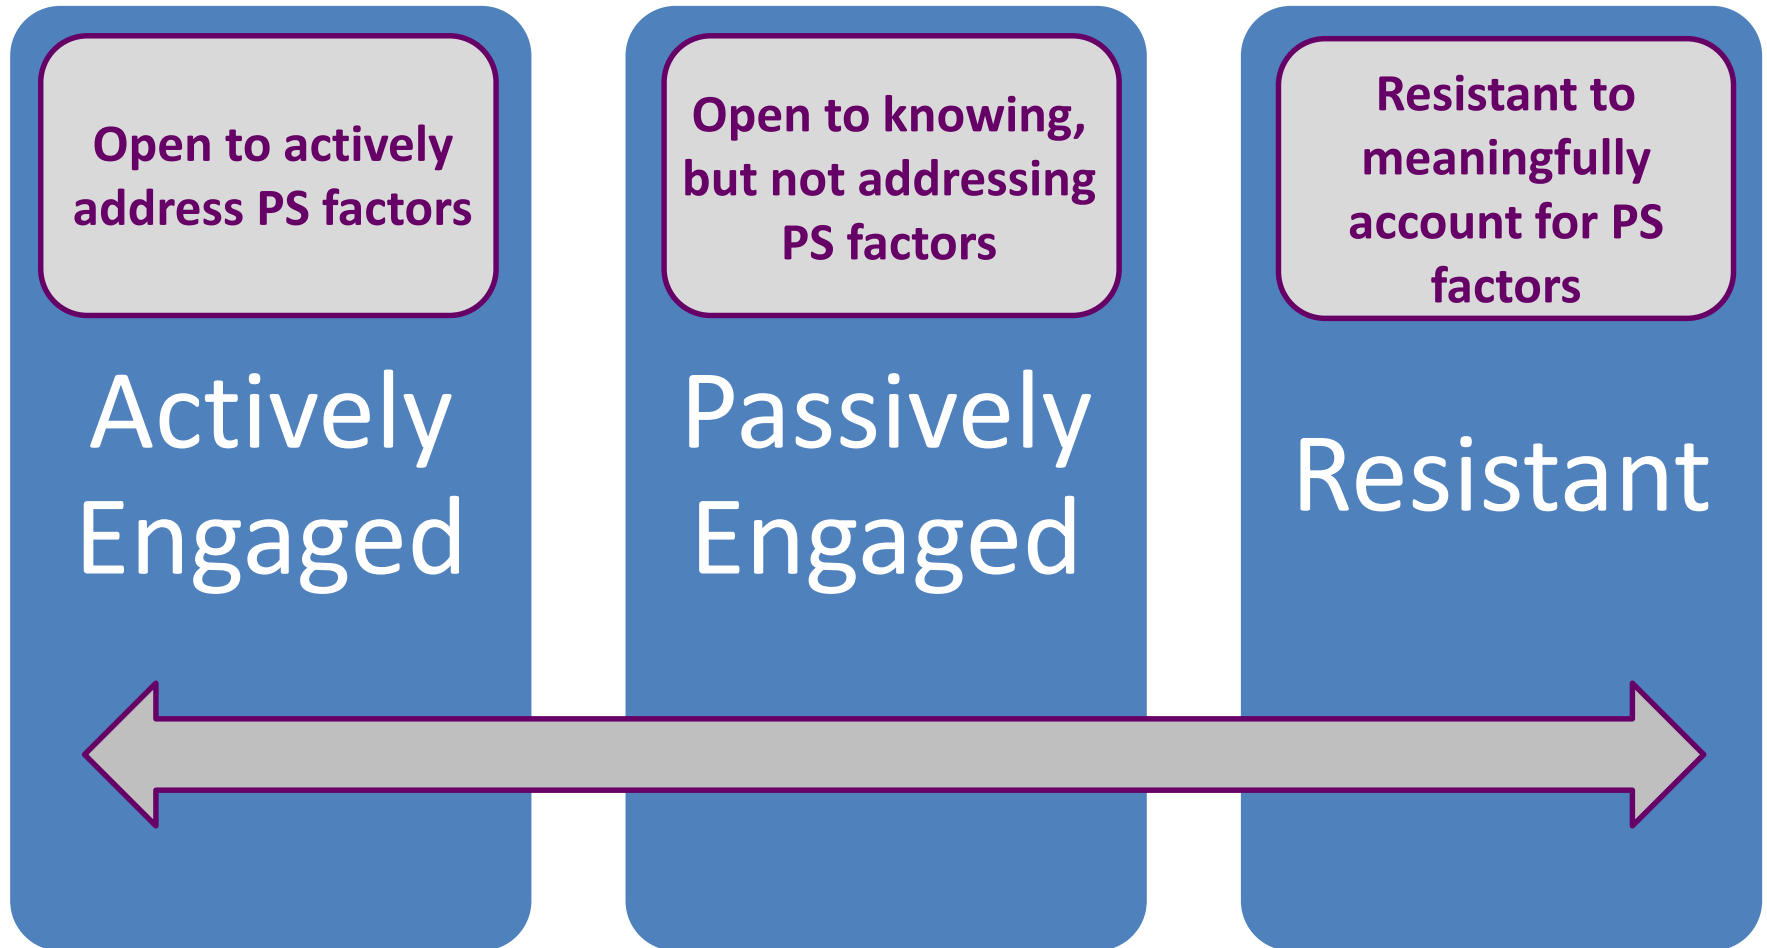 Open to actively
address PS factors
Actively
Engaged
Open to knowing,
but not addressing
PS factors
Passively
Engaged
Resistant to
meaningfully
account for PS
factors
Resistant